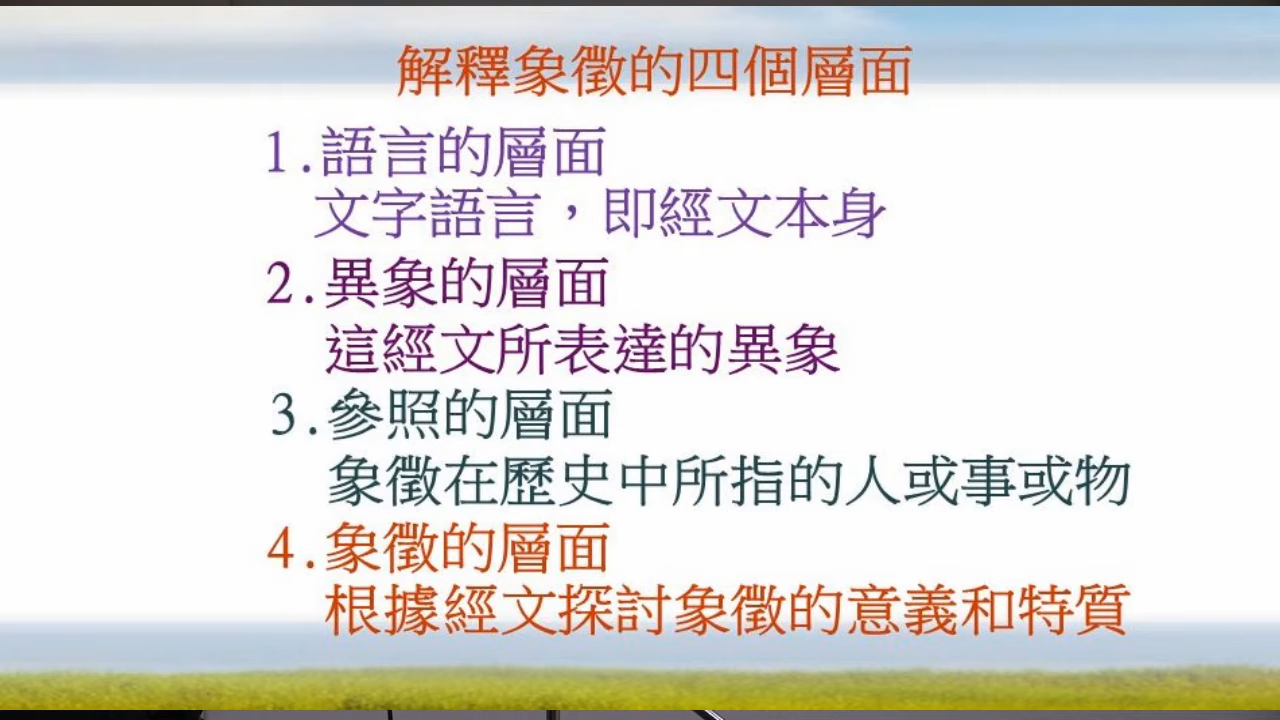 解釋象徵的四個層面
1.語言的層面
文字語言，即經文本身
2.異象的層面
這經文所表達的異象
3.參照的層面
象徵在歷史中所指的人或事或物
4.象徵的層面
根據經文探討象徵的意義和特質